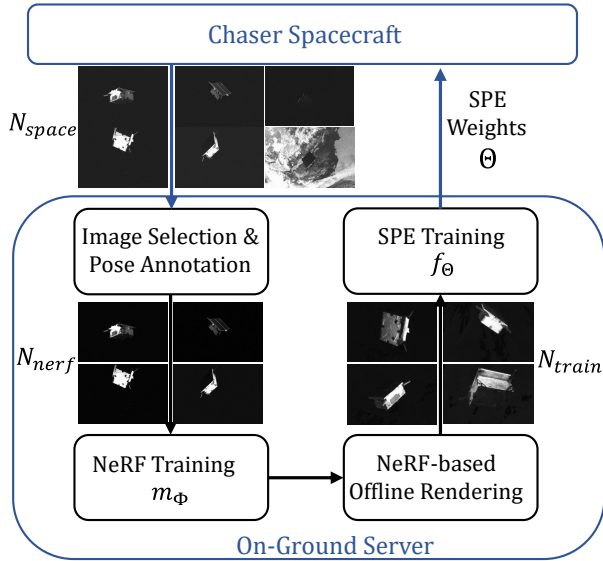 Chaser Spacecraft
N_space
SPE
Weights
Θ
Image Selection &
Pose Annotation
SPE Training
f_Θ
N_nerf
N_train
NeRF Training
m_Φ
NeRF-based
Offline Rendering
On-Ground Server